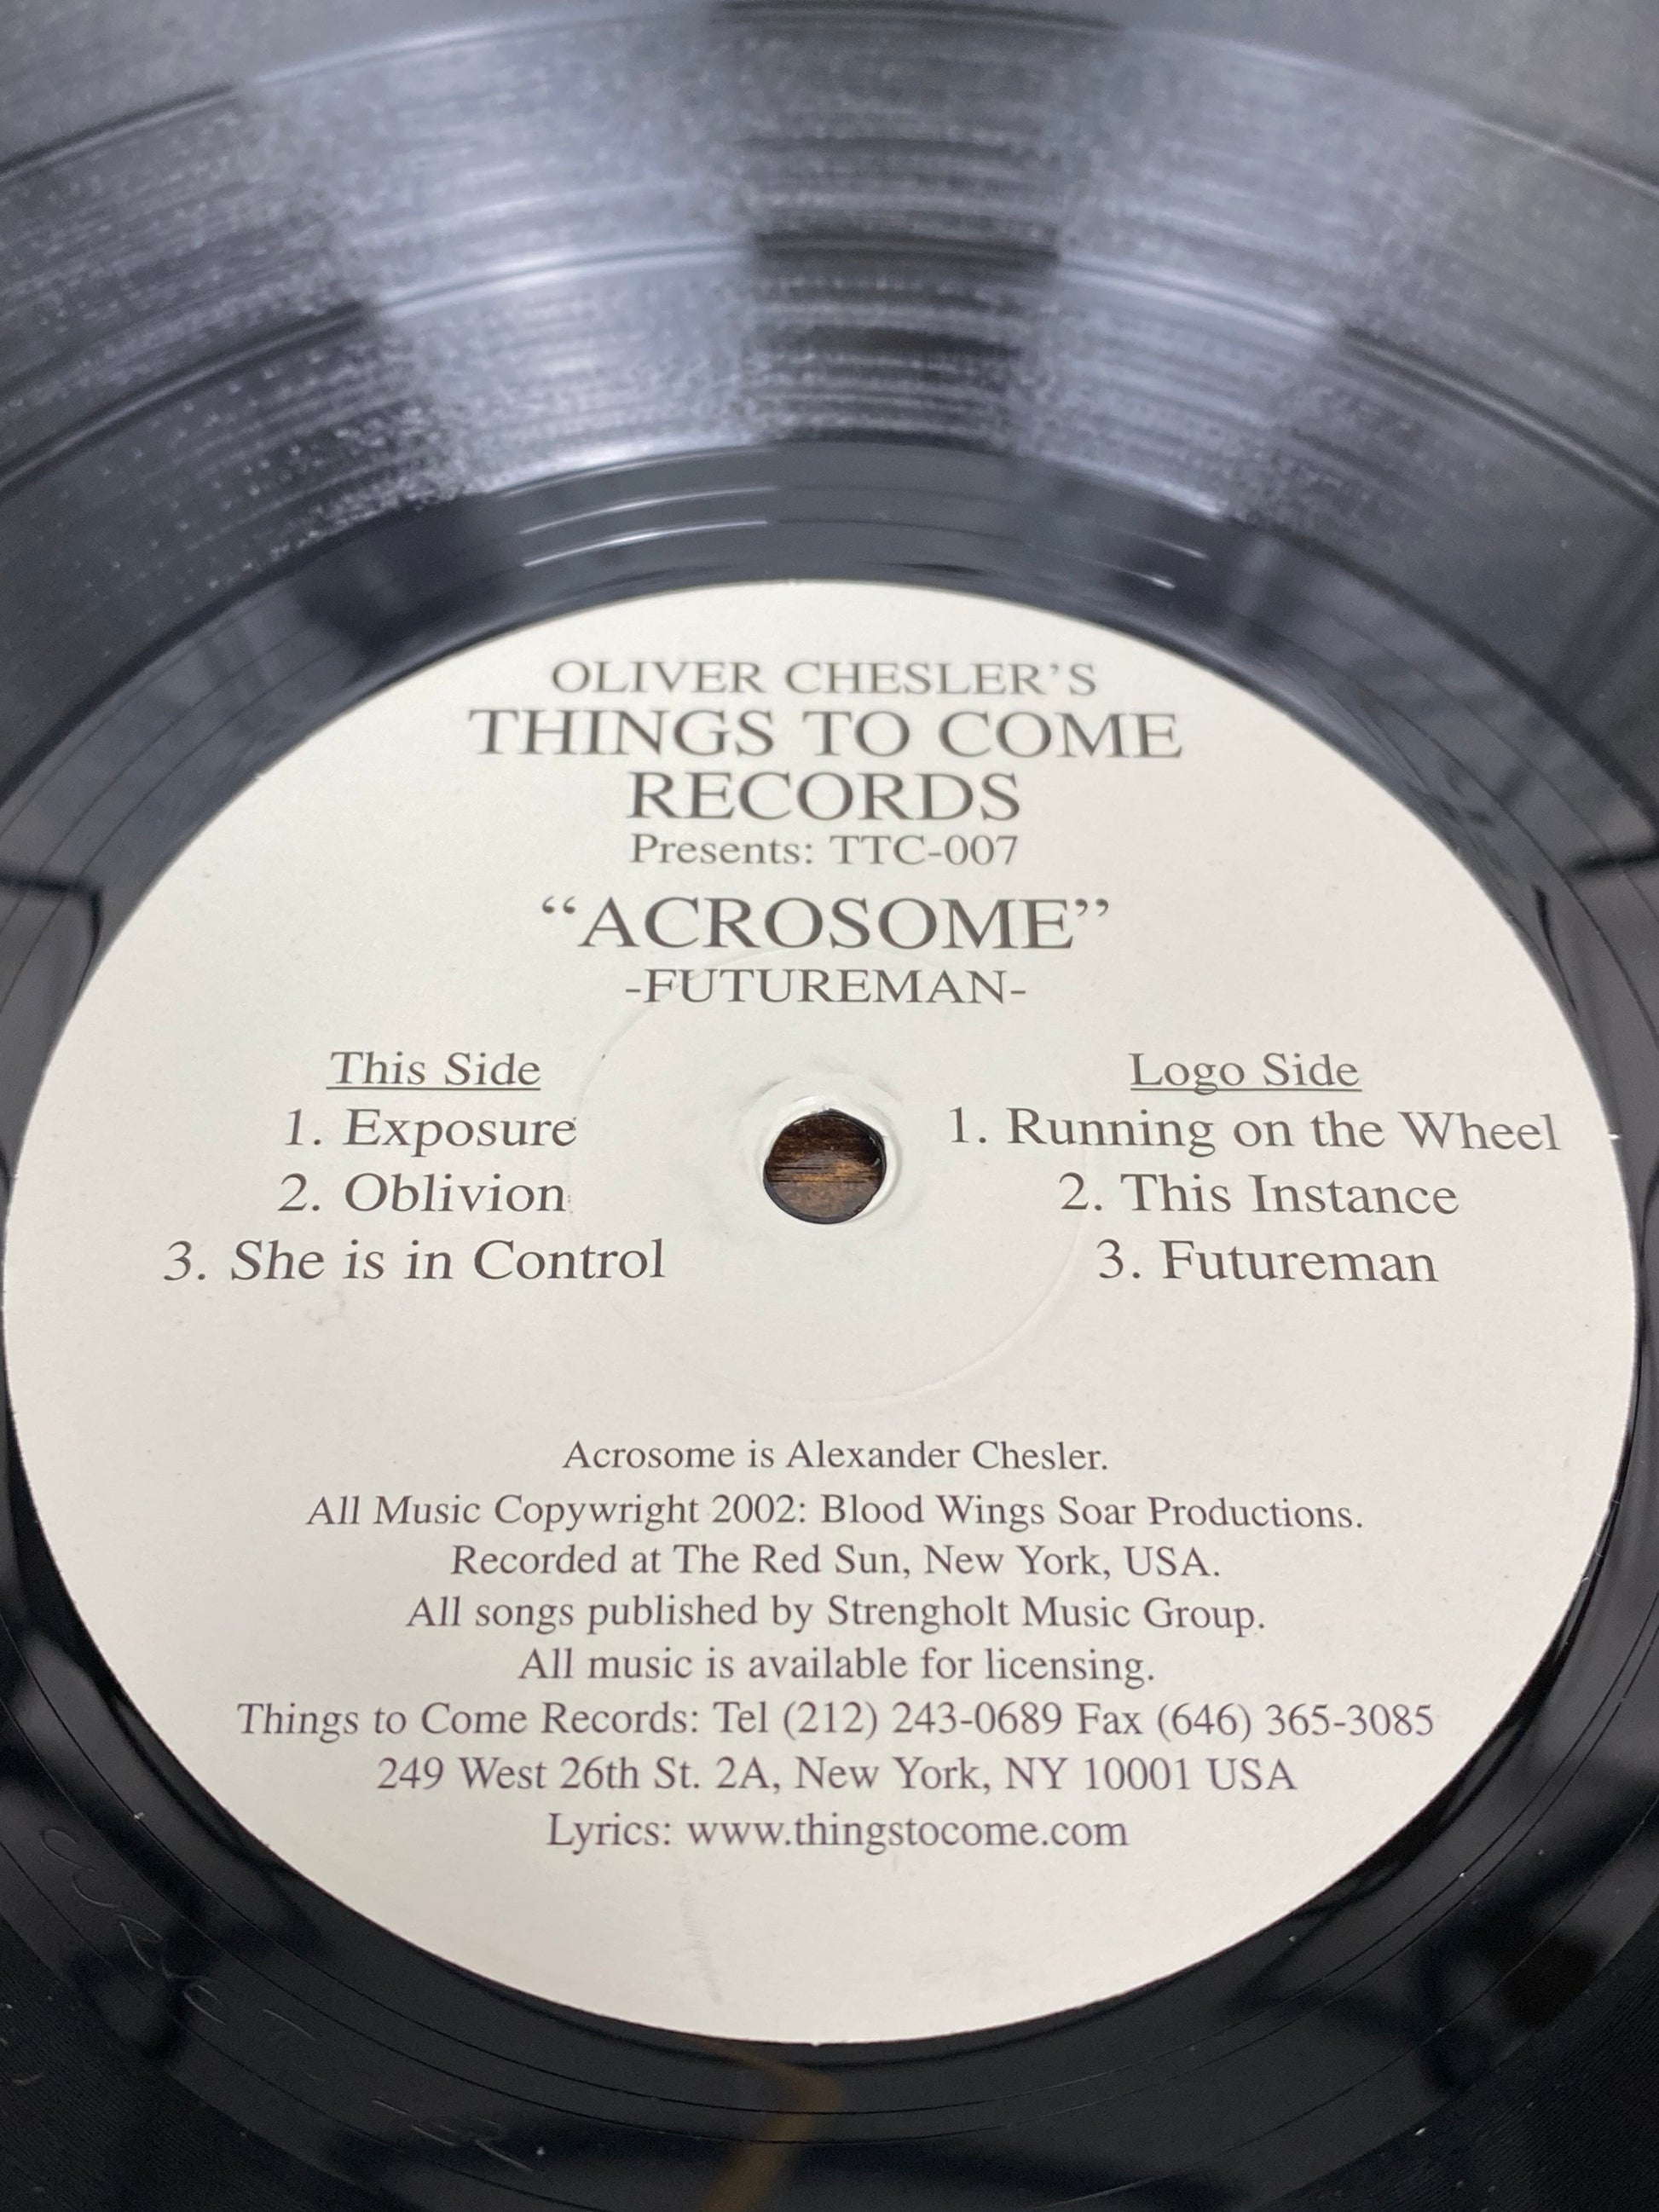 OLIVER CHESLER'S
THINGS TO COME
RECORDS
Presents: TTC-007
“ACROSOME”
-FUTUREMAN-
This Side
1. Exposure
2. Oblivion
3. She is in Control
Logo Side
1. Running on the Wheel
2. This Instance
3. Futureman
Acrosome is Alexander Chesler.
All Music Copywright 2002: Blood Wings Soar Productions.
Recorded at The Red Sun, New York, USA.
All songs published by Strengholt Music Group.
All music is available for licensing.
Things to Come Records: Tel (212) 243-0689 Fax (646) 365-3085
249 West 26th St. 2A, New York, NY 10001 USA
Lyrics: www.thingstocome.com